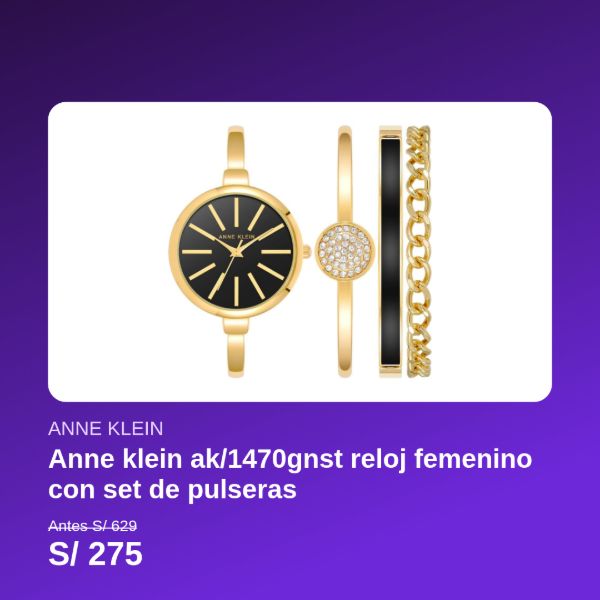 ANNE KLEIN
ANNE KLEIN
Anne klein ak/1470gnst reloj femenino
con set de pulseras
Antes S/ 629
S/ 275